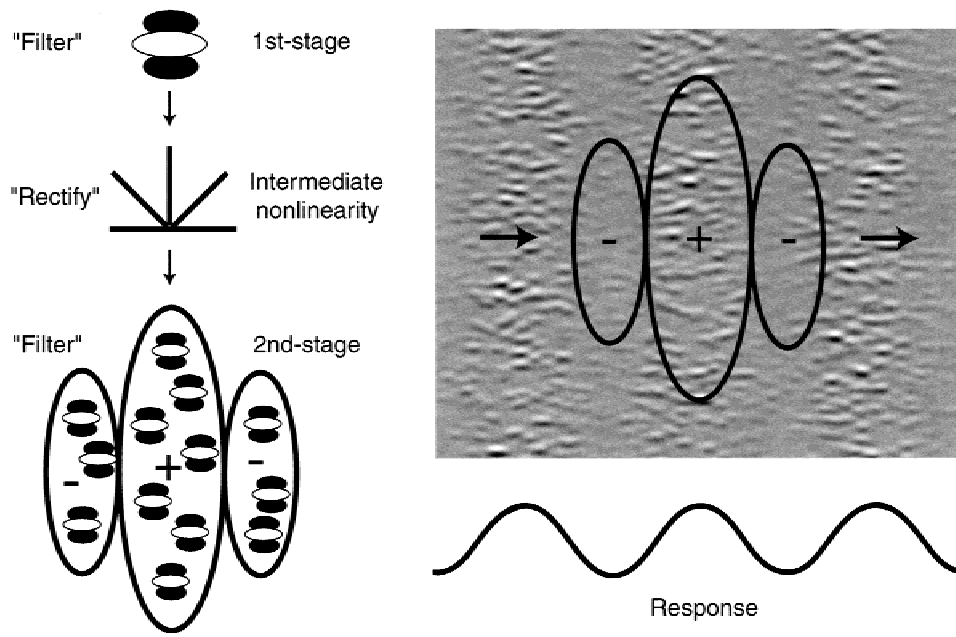 "Filter"
1st-stage
"Rectify"
Intermediate
nonlinearity
"Filter"
2nd-stage
-
+
-
-
+
-
Response